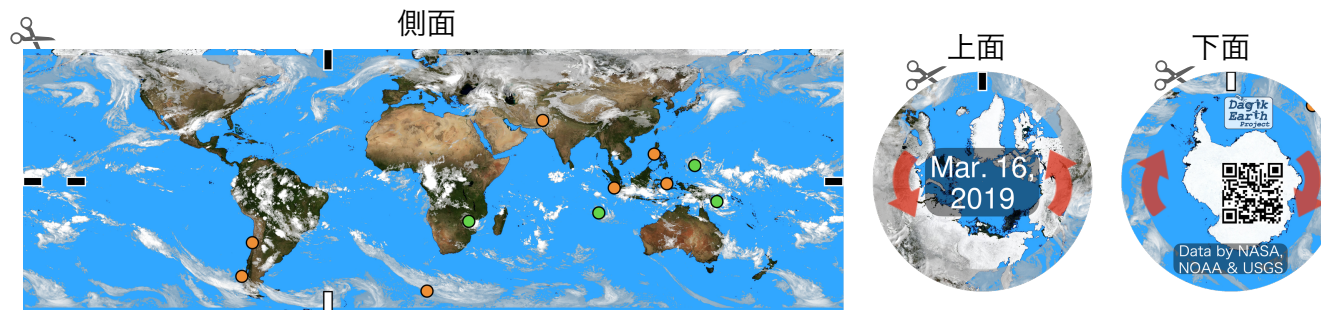 側面
上面
下面
Mar. 16,
2019
Dagik
Earth
Project
Data by NASA,
NOAA & USGS